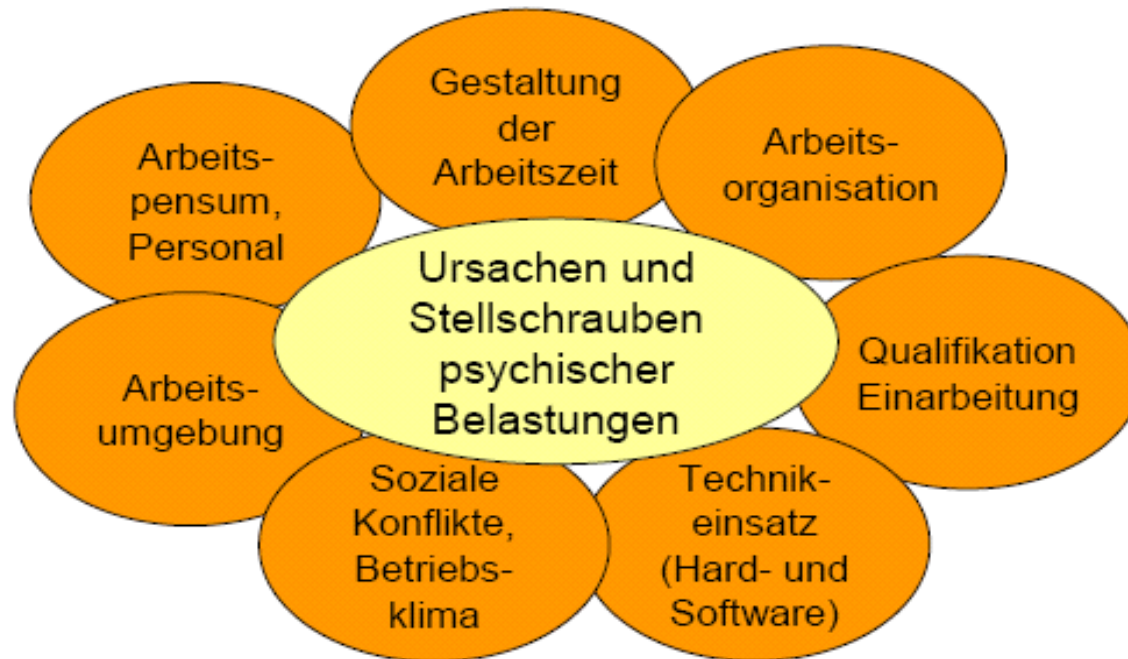 Gestaltung
der
Arbeitszeit
Arbeits-
organisation
Qualifikation
Einarbeitung
Technik-
einsatz
(Hard- und
Software)
Soziale
Konflikte,
Betriebs-
klima
Arbeits-
umgebung
Arbeits-
pensum,
Personal
Ursachen und
Stellschrauben
psychischer
Belastungen